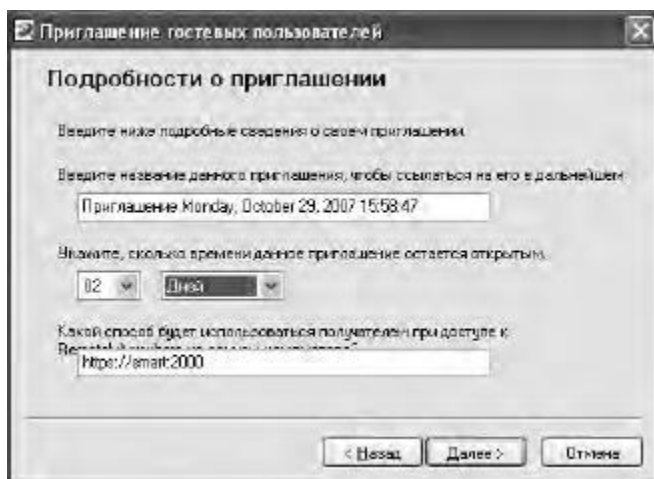 Приглашение гостевых пользователей
Подробности о приглашении
Введите ниже подробные сведения о своем приглашении.
Введите название данного приглашения, чтобы ссылаться на его в дальнейшем
Приглашение Monday, October 29, 2007 15:58:47
Укажите, сколько времени данное приглашение остается открытым.
02 Дней
Какой способ будет использоваться получателем при доступе к
https://smart:2000
< Назад Далее > Отмена